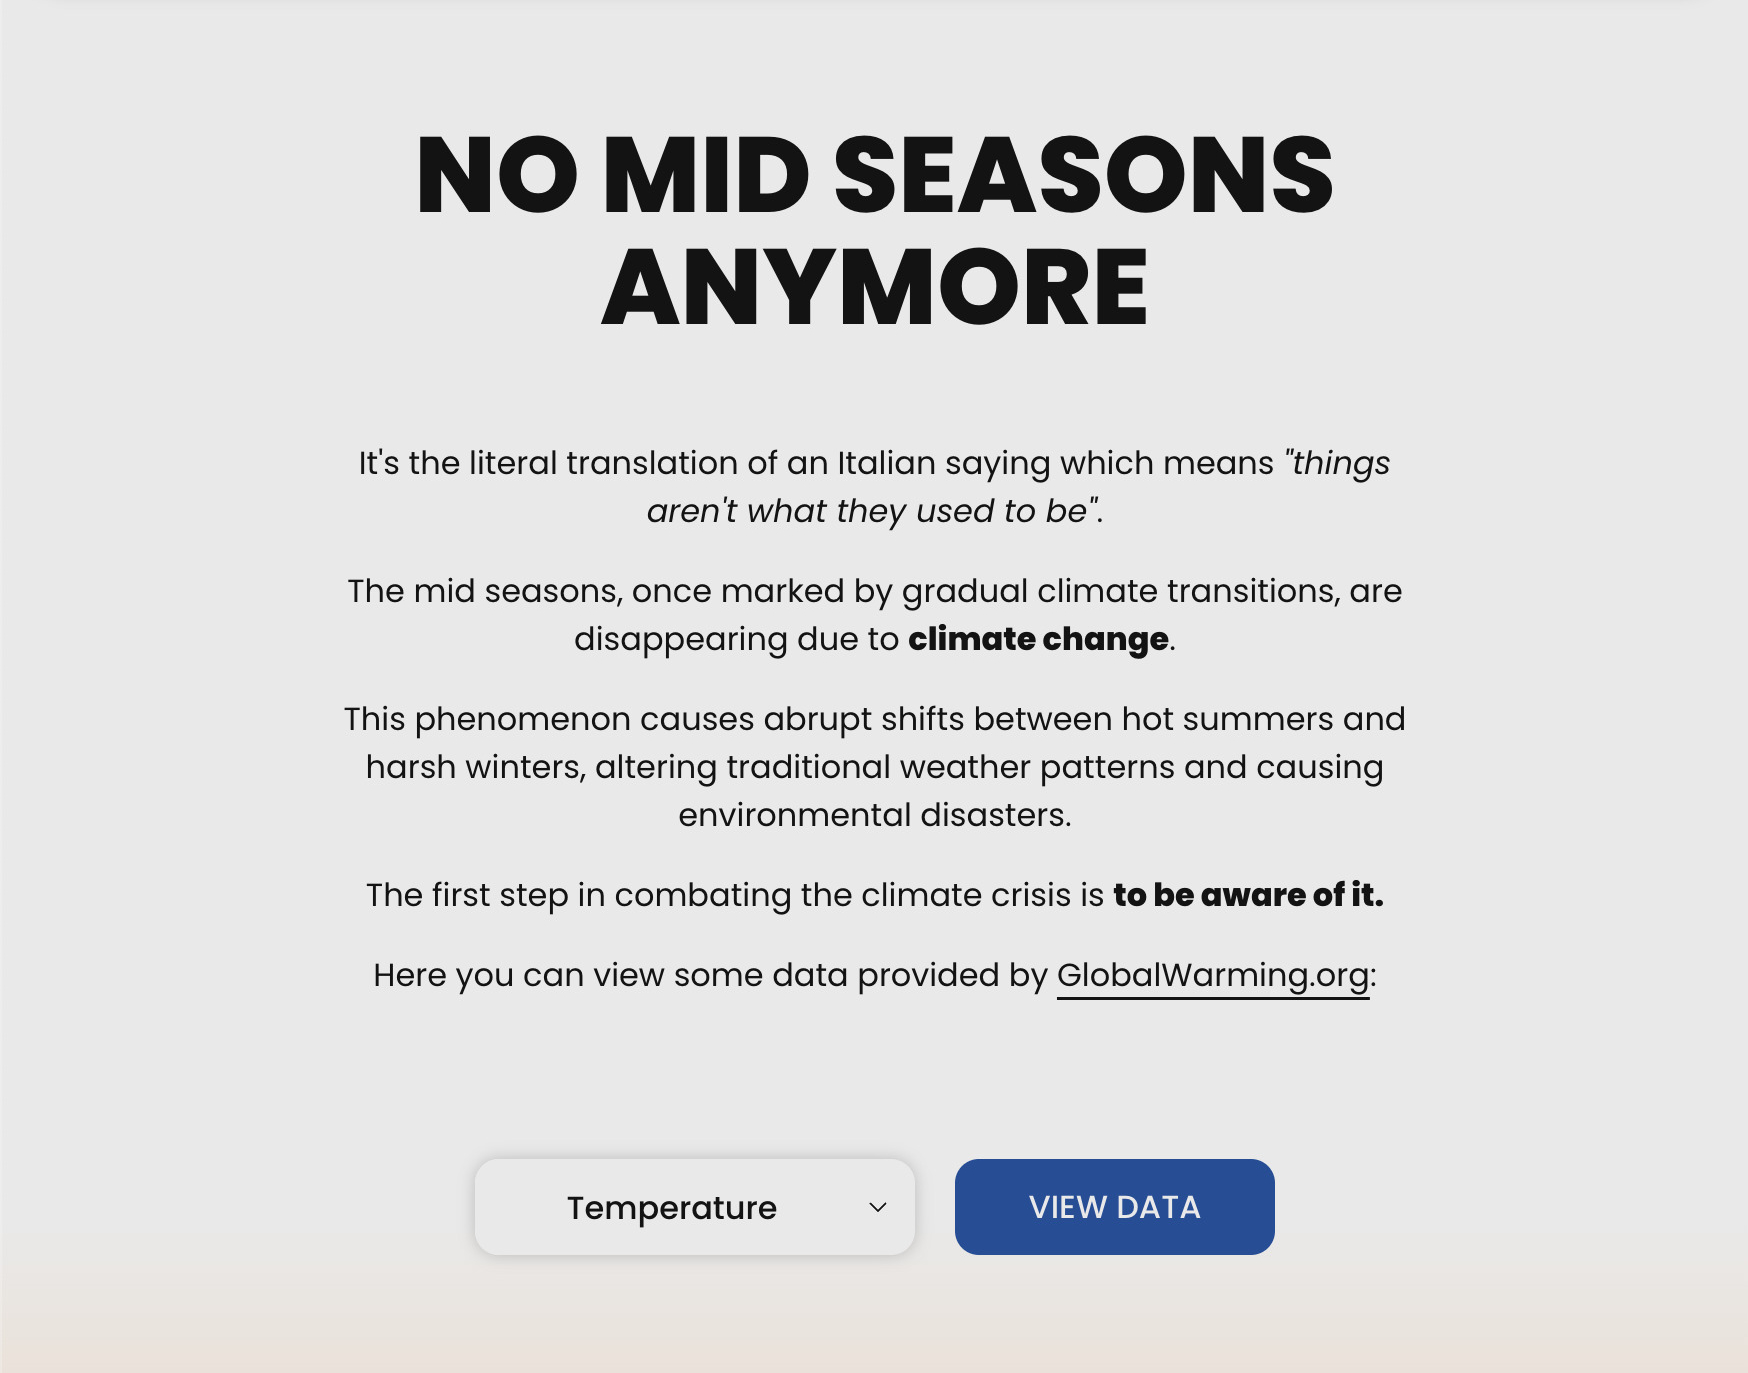 NO MID SEASONS
ANYMORE
It's the literal translation of an Italian saying which means "things
aren't what they used to be".
The mid seasons, once marked by gradual climate transitions, are
disappearing due to climate change.
This phenomenon causes abrupt shifts between hot summers and
harsh winters, altering traditional weather patterns and causing
environmental disasters.
The first step in combating the climate crisis is to be aware of it.
Here you can view some data provided by GlobalWarming.org:
Temperature
VIEW DATA